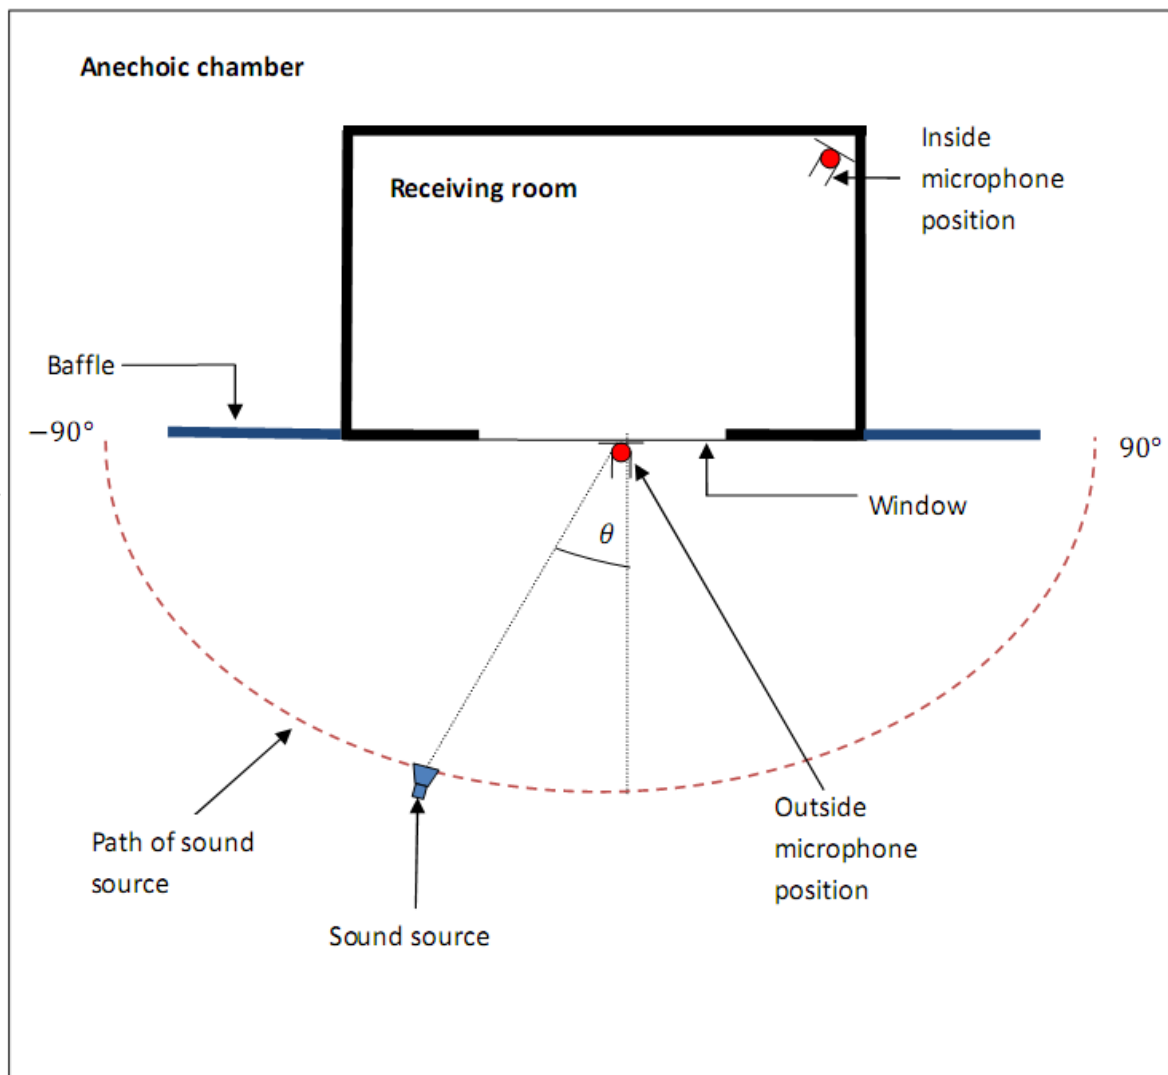 Anechoic chamber
Inside
microphone
position
Receiving room
Baffle
−90°
90°
Window
θ
Outside
microphone
position
Path of sound
source
Sound source